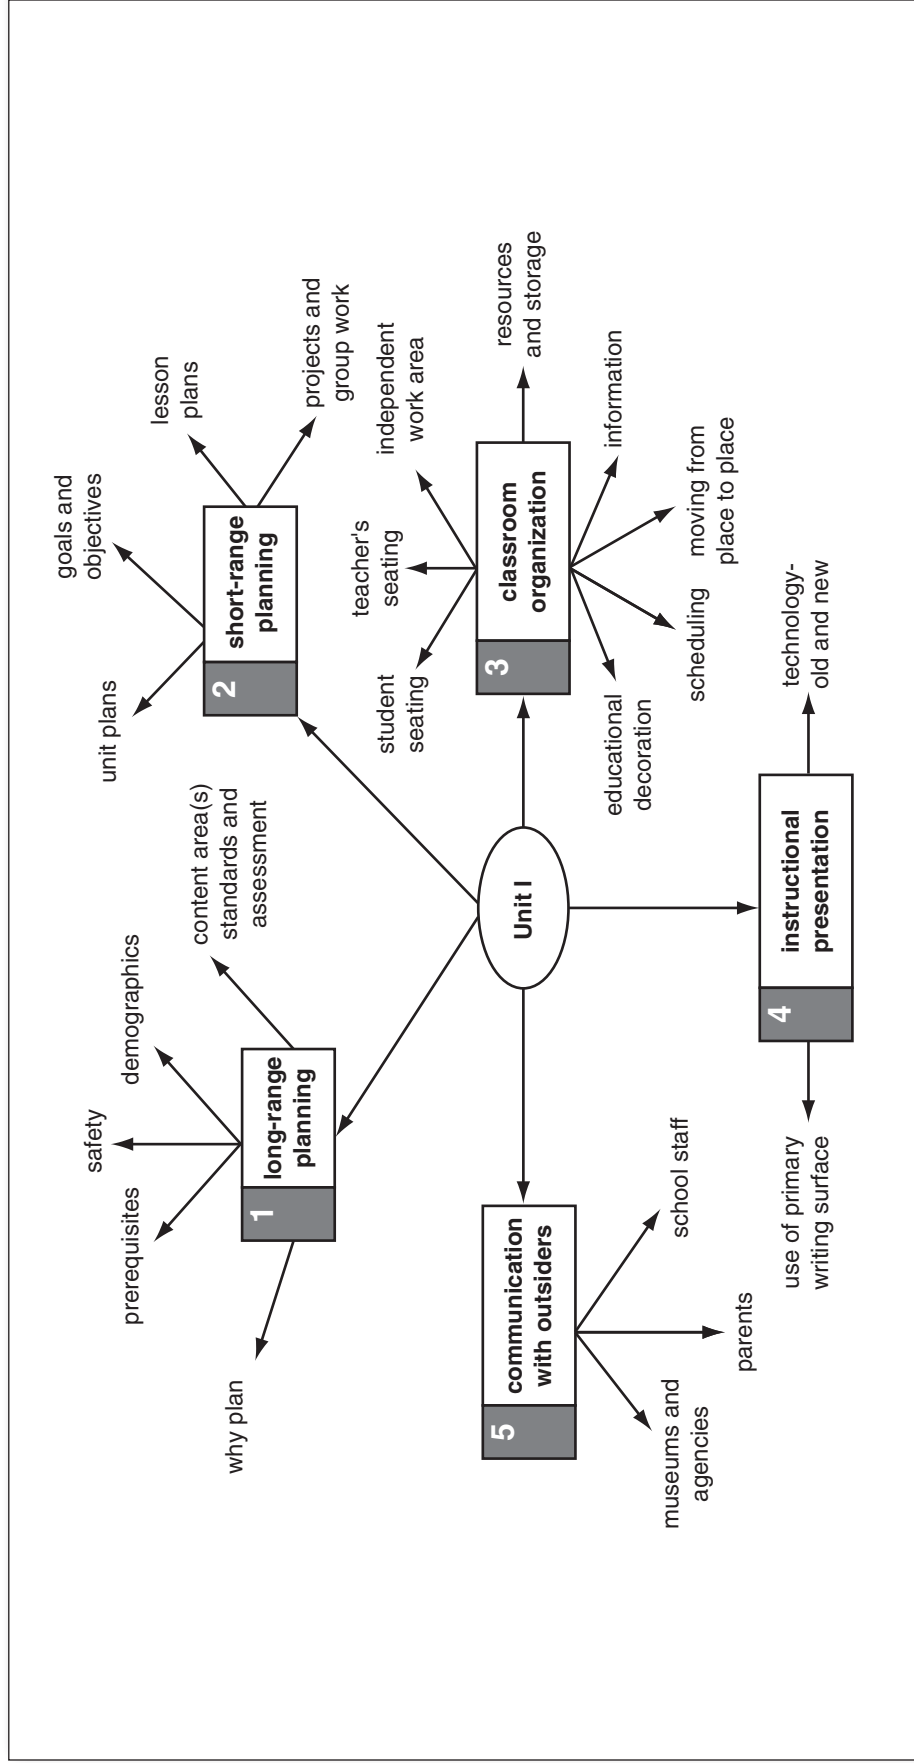 Unit I
1
long-range
planning
why plan
prerequisites
safety
demographics
content area(s)
standards and
assessment
2
short-range
planning
unit plans
goals and
objectives
lesson
plans
projects and
group work
3
classroom
organization
student
seating
teacher's
seating
independent
work area
resources
and storage
information
moving from
place to place
scheduling
educational
decoration
4
instructional
presentation
technology-
old and new
use of primary
writing surface
5
communication
with outsiders
school staff
parents
museums and
agencies